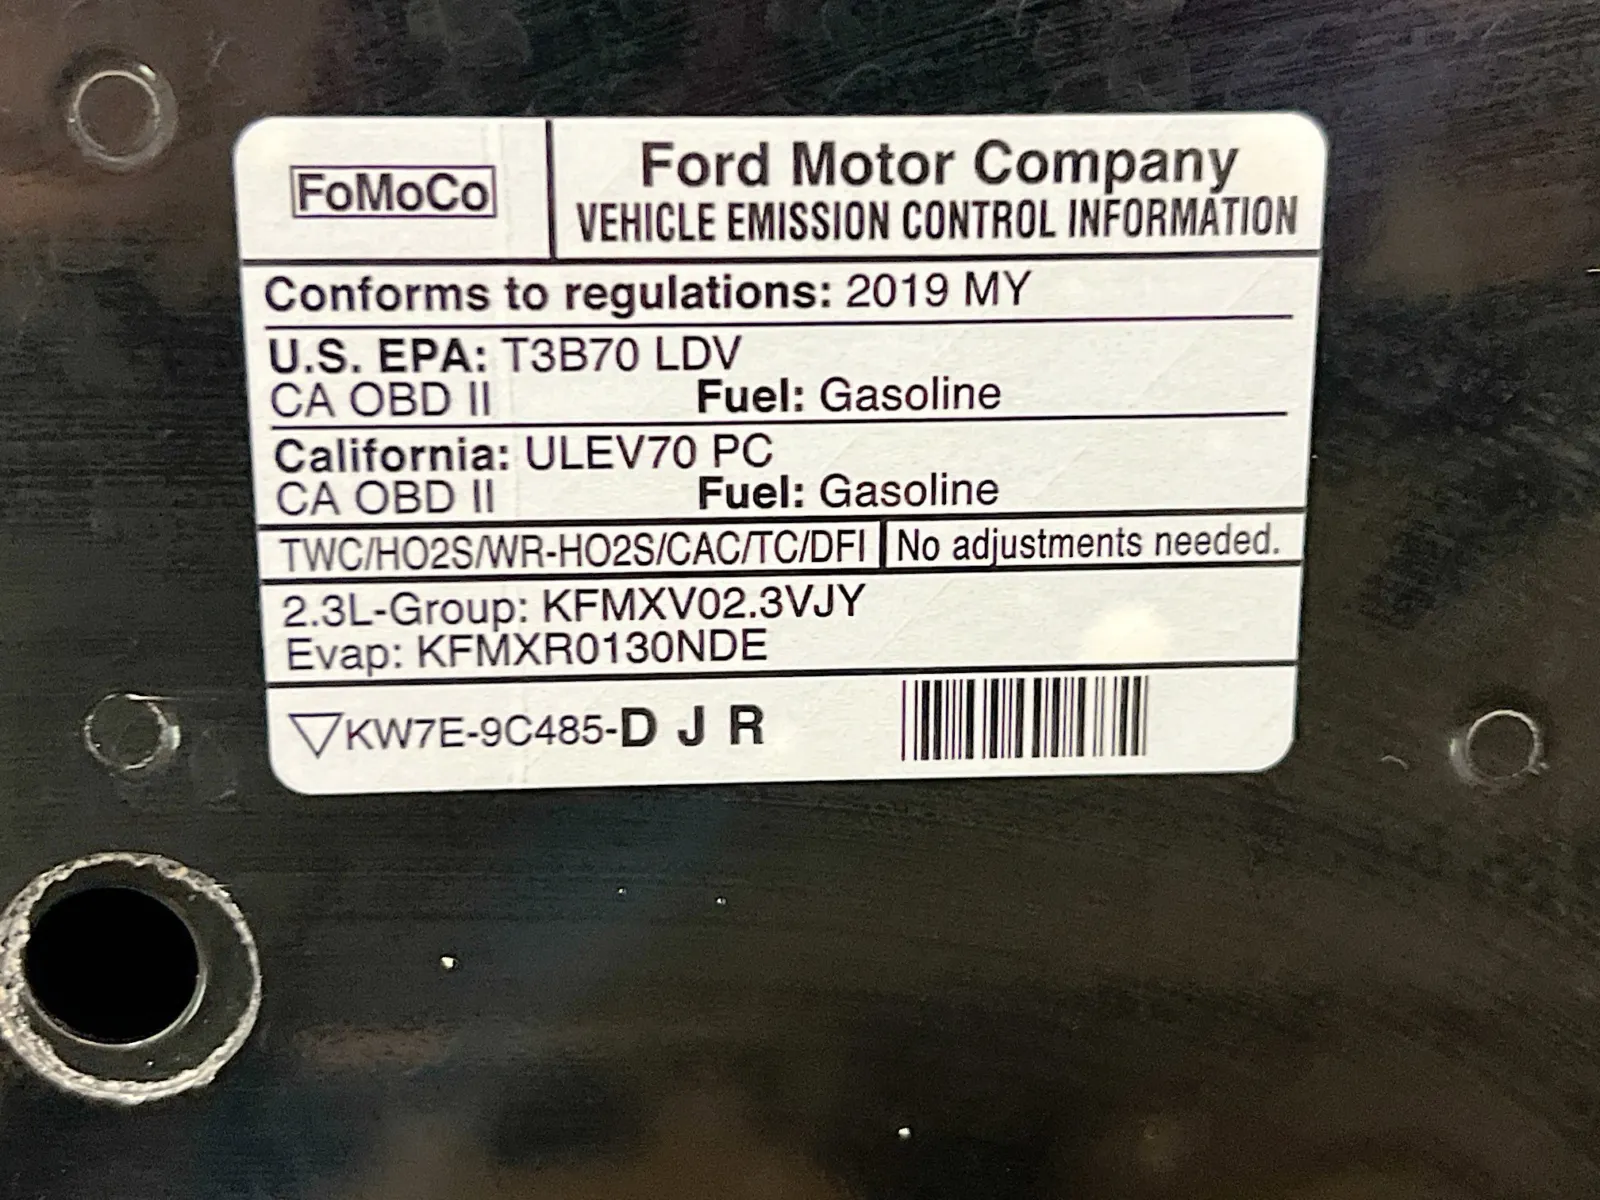 FoMoCo
Ford Motor Company
VEHICLE EMISSION CONTROL INFORMATION
Conforms to regulations: 2019 MY
U.S. EPA: T3B70 LDV
CA OBD II Fuel: Gasoline
California: ULEV70 PC
CA OBD II Fuel: Gasoline
TWC/HO2S/WR-HO2S/CAC/TC/DFI No adjustments needed.
2.3L-Group: KFMXV02.3VJY
Evap: KFMXR0130NDE
KW7E-9C485-D J R